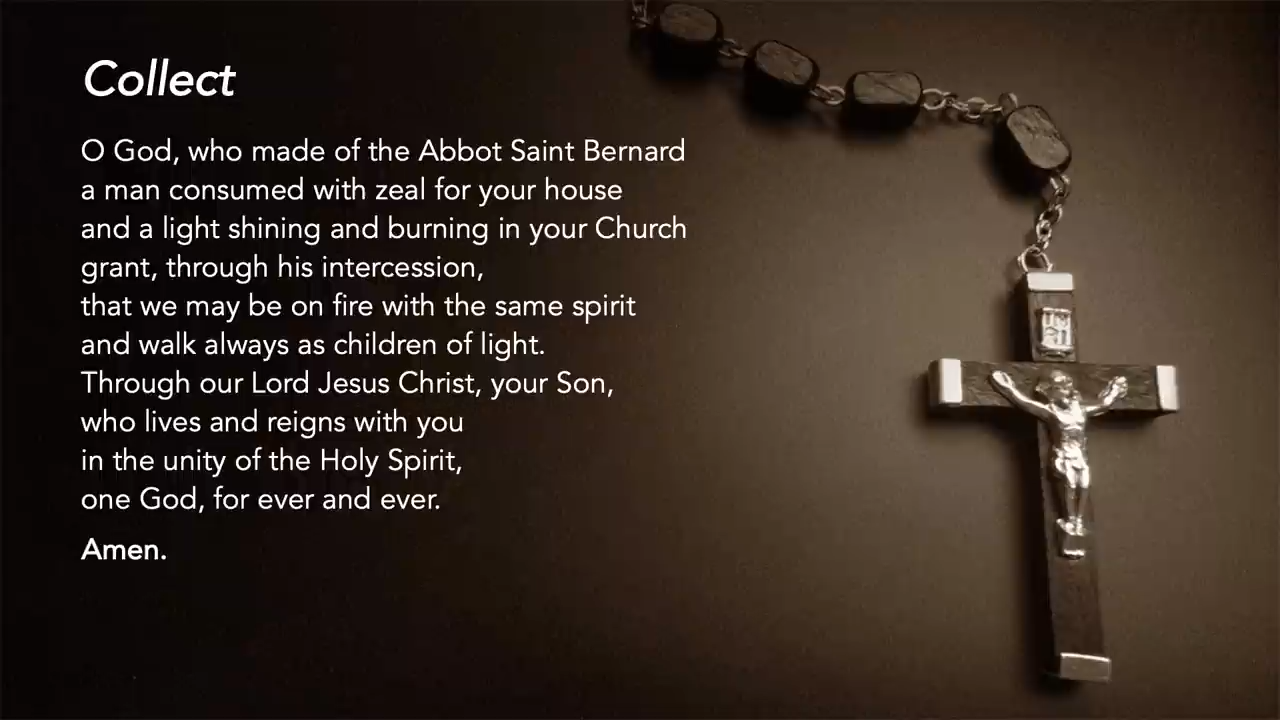 Collect
O God, who made of the Abbot Saint Bernard
a man consumed with zeal for your house
and a light shining and burning in your Church
grant, through his intercession,
that we may be on fire with the same spirit
and walk always as children of light.
Through our Lord Jesus Christ, your Son,
who lives and reigns with you
in the unity of the Holy Spirit,
one God, for ever and ever.
Amen.